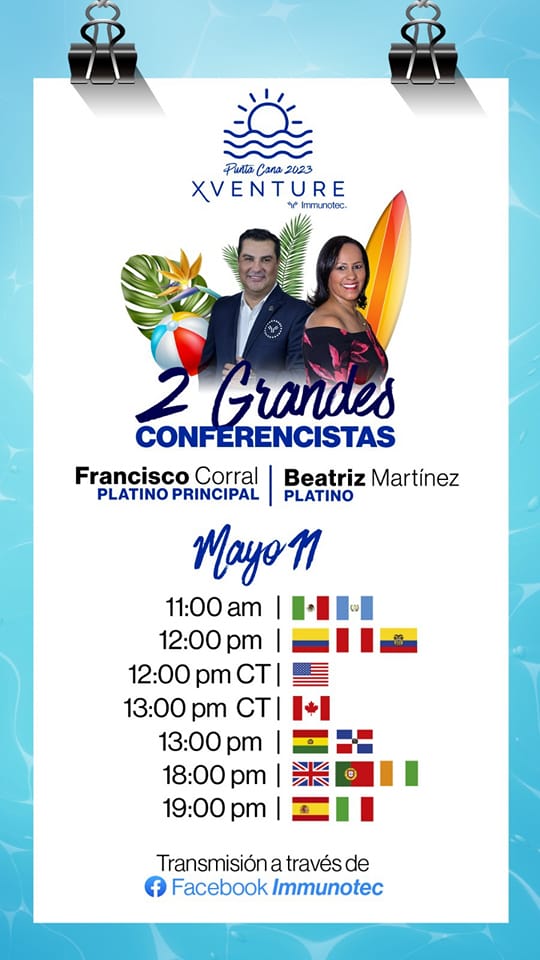 Punta Cana 2023
XVENTURE
Immunotec.
2 Grandes
CONFERENCISTAS
Francisco Corral | Beatriz Martínez
PLATINO PRINCIPAL | PLATINO
Mayo 11
11:00 am |
12:00 pm |
12:00 pm CT |
13:00 pm CT |
13:00 pm |
18:00 pm |
19:00 pm |
Transmisión a través de
Facebook Immunotec